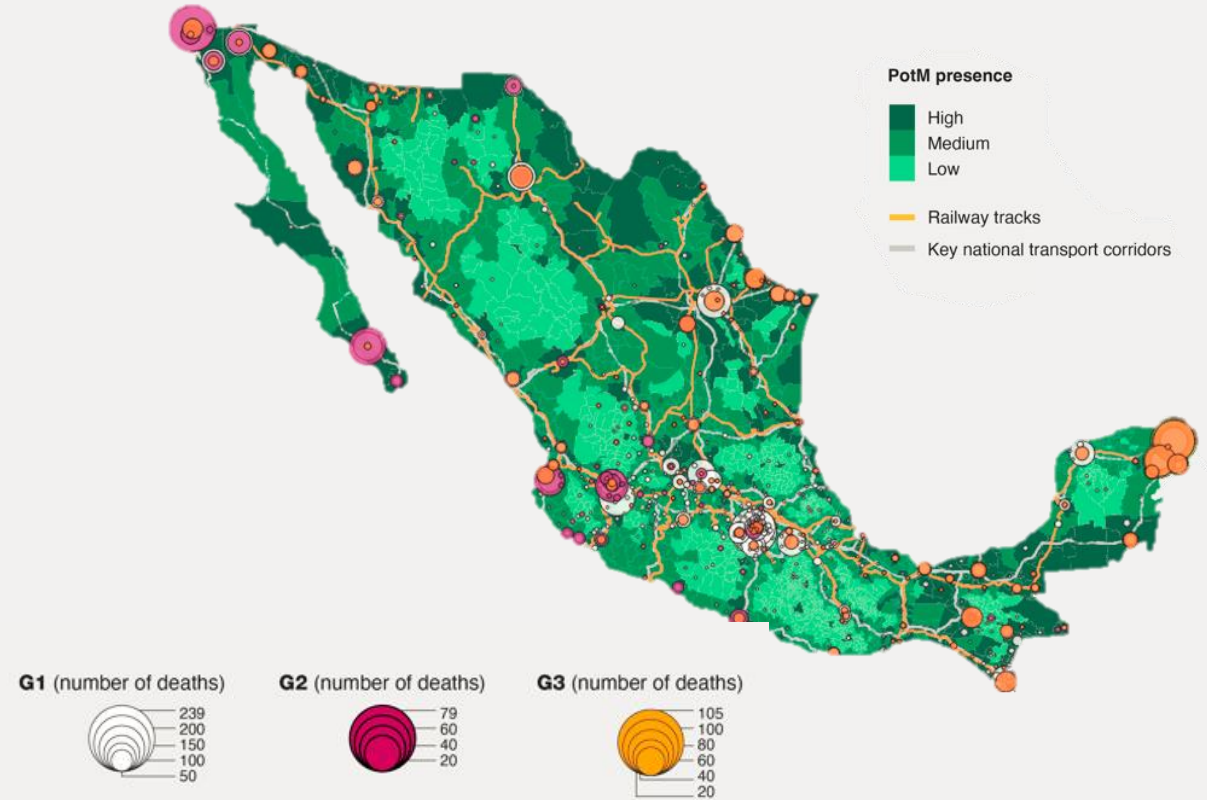 PotM presence
High
Medium
Low
Railway tracks
Key national transport corridors
G1 (number of deaths)
239
200
150
100
50
G2 (number of deaths)
79
60
40
20
G3 (number of deaths)
105
100
80
60
40
20